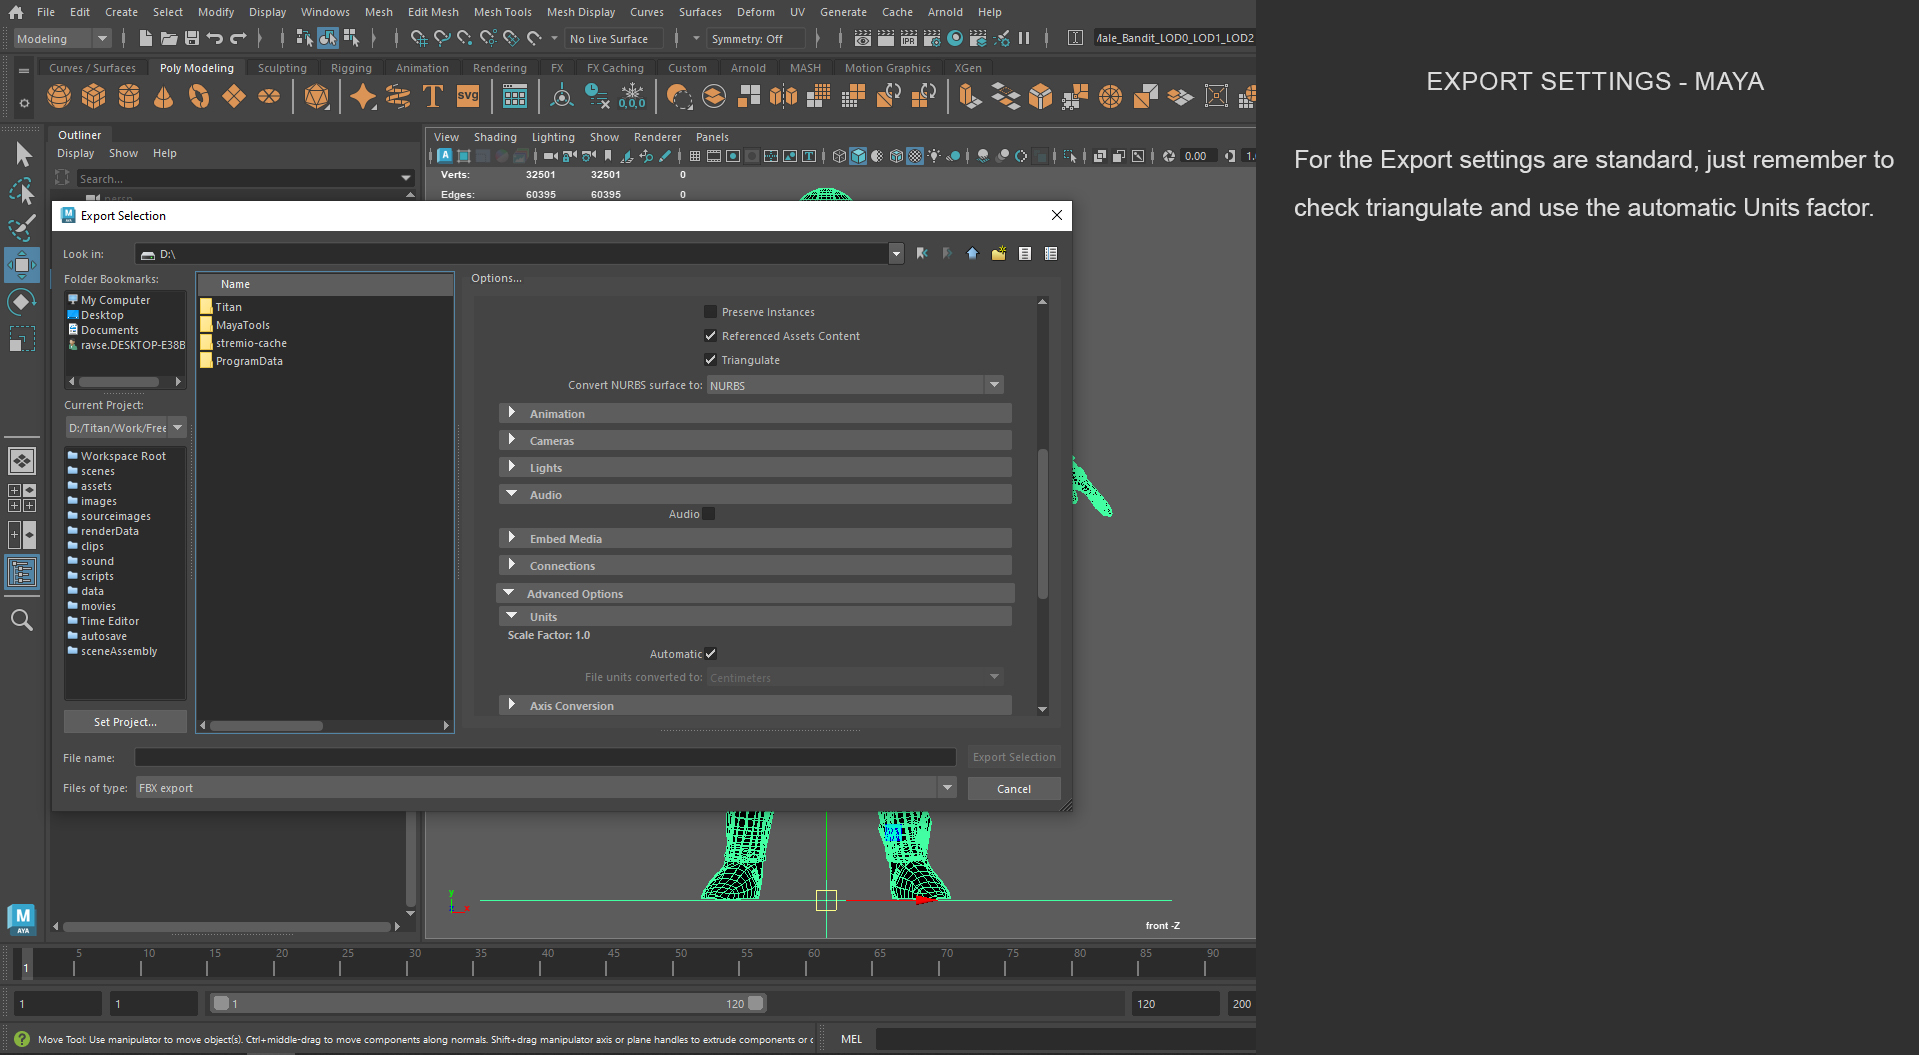 File Edit Create Select Modify Display Windows Mesh Edit Mesh Mesh Tools Mesh Display Curves Surfaces Deform UV Generate Cache Arnold Help
Modeling No Live Surface Symmetry: Off IPR Male_Bandit_LOD0_LOD1_LOD2
Curves / Surfaces Poly Modeling Sculpting Rigging Animation Rendering FX FX Caching Custom Arnold MASH Motion Graphics XGen
T SVG 0,0,0
Outliner
Display Show Help
Search...
persp
View Shading Lighting Show Renderer Panels
0.00 1.
Verts: 32501 32501 0
Edges: 60395 60395 0
Export Selection
Look in: D:\
Folder Bookmarks:
My Computer
Desktop
Documents
ravse.DESKTOP-E38B
Current Project:
D:/Titan/Work/Free
Workspace Root
scenes
assets
images
sourceimages
renderData
clips
sound
scripts
data
movies
Time Editor
autosave
sceneAssembly
Set Project...
Name
Titan
MayaTools
stremio-cache
ProgramData
Options...
Preserve Instances
Referenced Assets Content
Triangulate
Convert NURBS surface to: NURBS
Animation
Cameras
Lights
Audio
Audio
Embed Media
Connections
Advanced Options
Units
Scale Factor: 1.0
Automatic
File units converted to: Centimeters
Axis Conversion
File name:
Export Selection
Files of type: FBX export
Cancel
y
x
z
front -Z
M
AYA
5 10 15 20 25 30 35 40 45 50 55 60 65 70 75 80 85 90
1
1 1 1 120 120 200
Move Tool: Use manipulator to move object(s). Ctrl+middle-drag to move components along normals. Shift+drag manipulator axis or plane handles to extrude components or c
MEL
EXPORT SETTINGS - MAYA
For the Export settings are standard, just remember to
check triangulate and use the automatic Units factor.